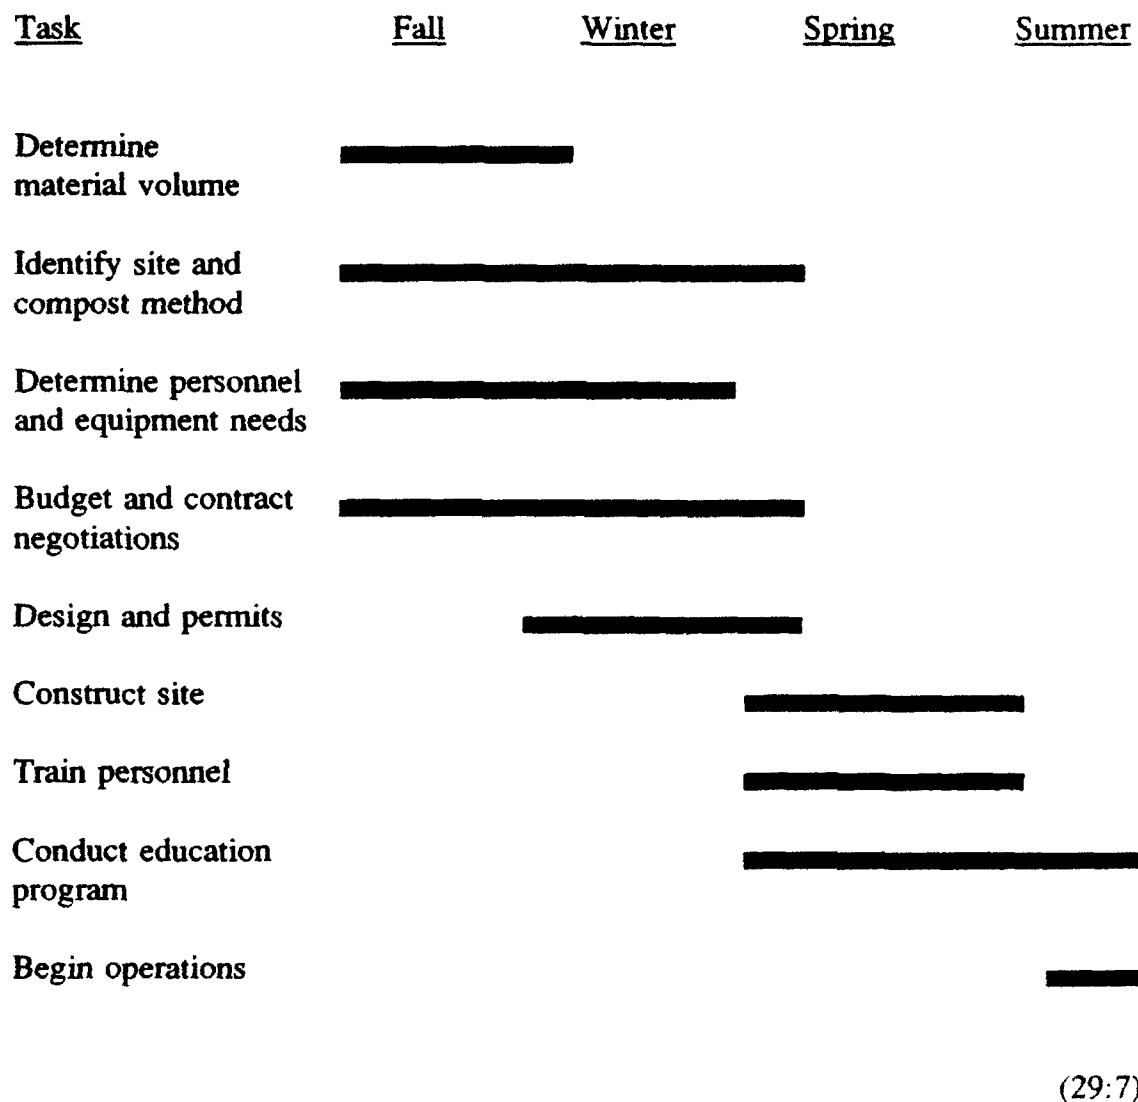 Task Fall Winter Spring Summer
Determine
material volume
Identify site and
compost method
Determine personnel
and equipment needs
Budget and contract
negotiations
Design and permits
Construct site
Train personnel
Conduct education
program
Begin operations
(29:7)